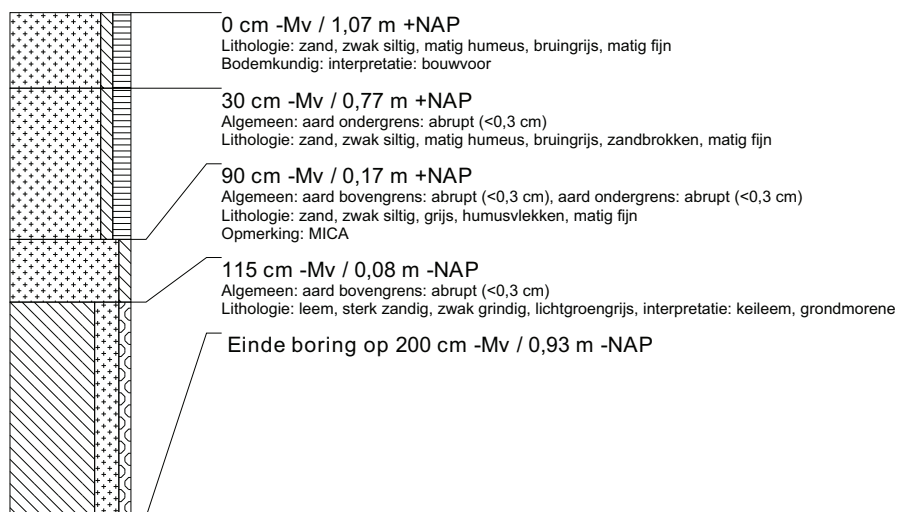 0 cm -Mv / 1,07 m +NAP
Lithologie: zand, zwak siltig, matig humeus, bruingrijs, matig fijn
Bodemkundig: interpretatie: bouwvoor
30 cm -Mv / 0,77 m +NAP
Algemeen: aard ondergrens: abrupt (<0,3 cm)
Lithologie: zand, zwak siltig, matig humeus, bruingrijs, zandbrokken, matig fijn
90 cm -Mv / 0,17 m +NAP
Algemeen: aard bovengrens: abrupt (<0,3 cm), aard ondergrens: abrupt (<0,3 cm)
Lithologie: zand, zwak siltig, grijs, humusvlekken, matig fijn
Opmerking: MICA
115 cm -Mv / 0,08 m -NAP
Algemeen: aard bovengrens: abrupt (<0,3 cm)
Lithologie: leem, sterk zandig, zwak grindig, lichtgroengrijs, interpretatie: keileem, grondmorene
Einde boring op 200 cm -Mv / 0,93 m -NAP